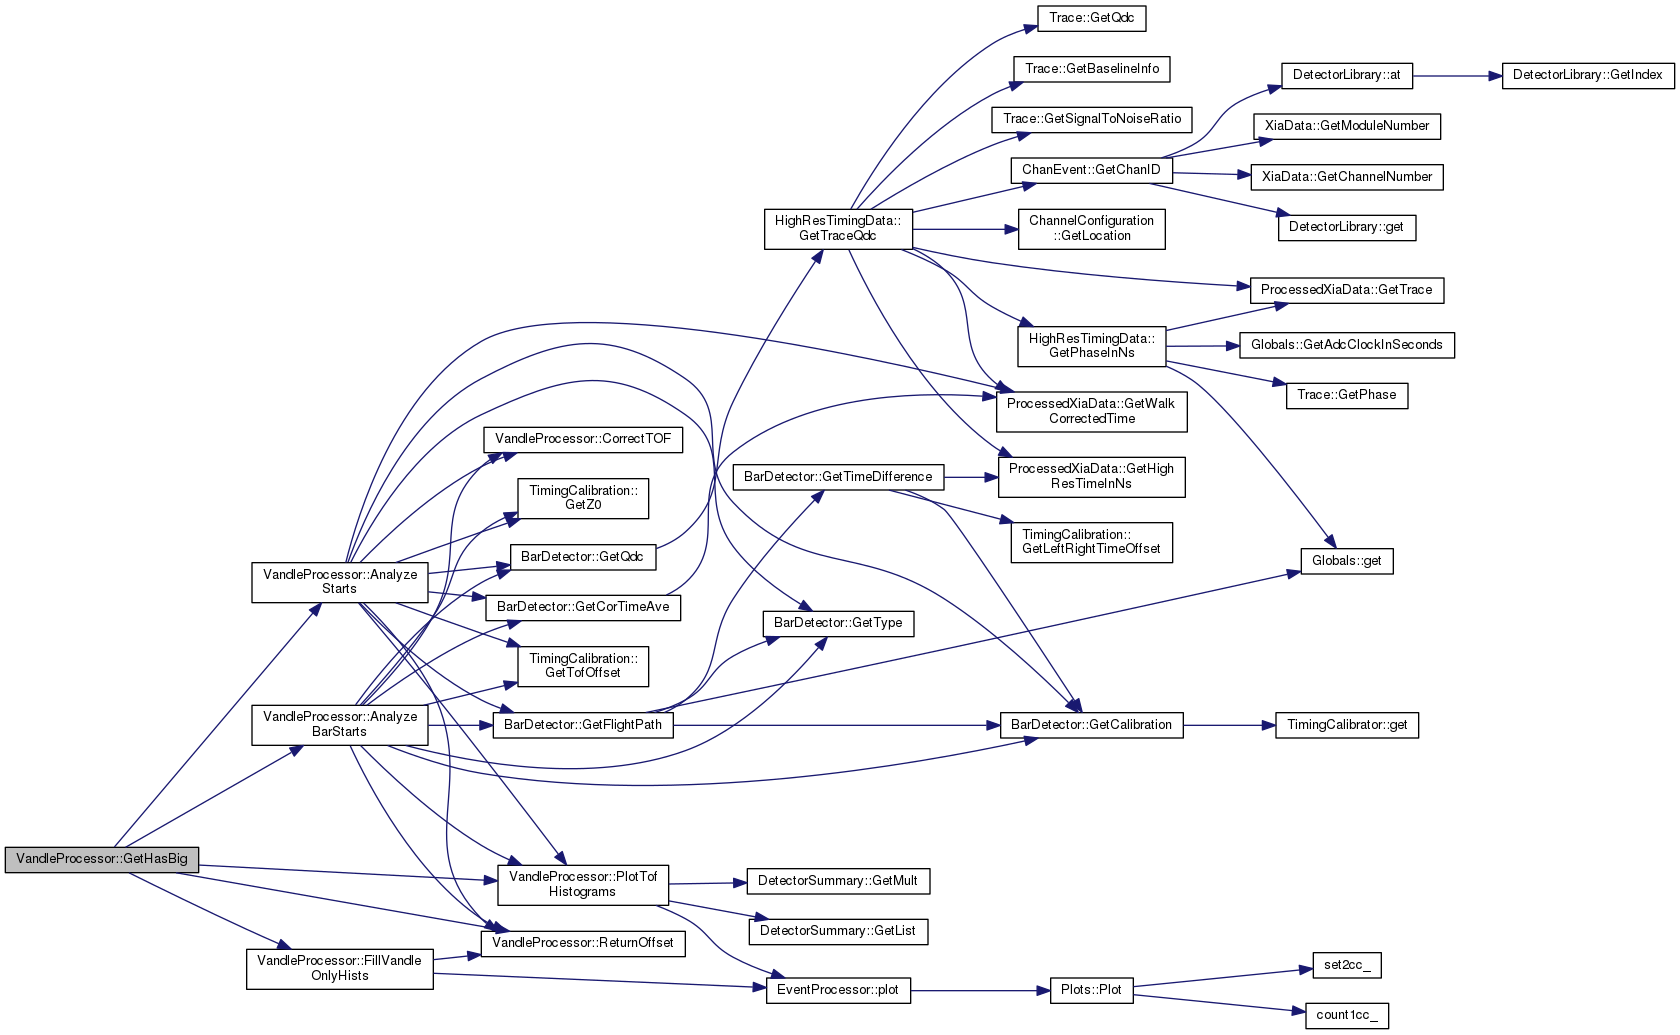 Trace::GetQdc
Trace::GetBaselineInfo
DetectorLibrary::at
DetectorLibrary::GetIndex
Trace::GetSignalToNoiseRatio
XiaData::GetModuleNumber
ChanEvent::GetChanID
XiaData::GetChannelNumber
HighResTimingData::
GetTraceQdc
ChannelConfiguration
::GetLocation
DetectorLibrary::get
ProcessedXiaData::GetTrace
HighResTimingData::
GetPhaseInNs
Globals::GetAdcClockInSeconds
Trace::GetPhase
ProcessedXiaData::GetWalk
CorrectedTime
VandleProcessor::CorrectTOF
BarDetector::GetTimeDifference
ProcessedXiaData::GetHigh
ResTimeInNs
TimingCalibration::
GetZ0
TimingCalibration::
GetLeftRightTimeOffset
BarDetector::GetQdc
Globals::get
VandleProcessor::Analyze
Starts
BarDetector::GetCorTimeAve
BarDetector::GetType
TimingCalibration::
GetTofOffset
VandleProcessor::Analyze
BarStarts
BarDetector::GetFlightPath
BarDetector::GetCalibration
TimingCalibrator::get
VandleProcessor::GetHasBig
VandleProcessor::PlotTof
Histograms
DetectorSummary::GetMult
DetectorSummary::GetList
VandleProcessor::ReturnOffset
VandleProcessor::FillVandle
OnlyHists
EventProcessor::plot
Plots::Plot
set2cc_
count1cc_